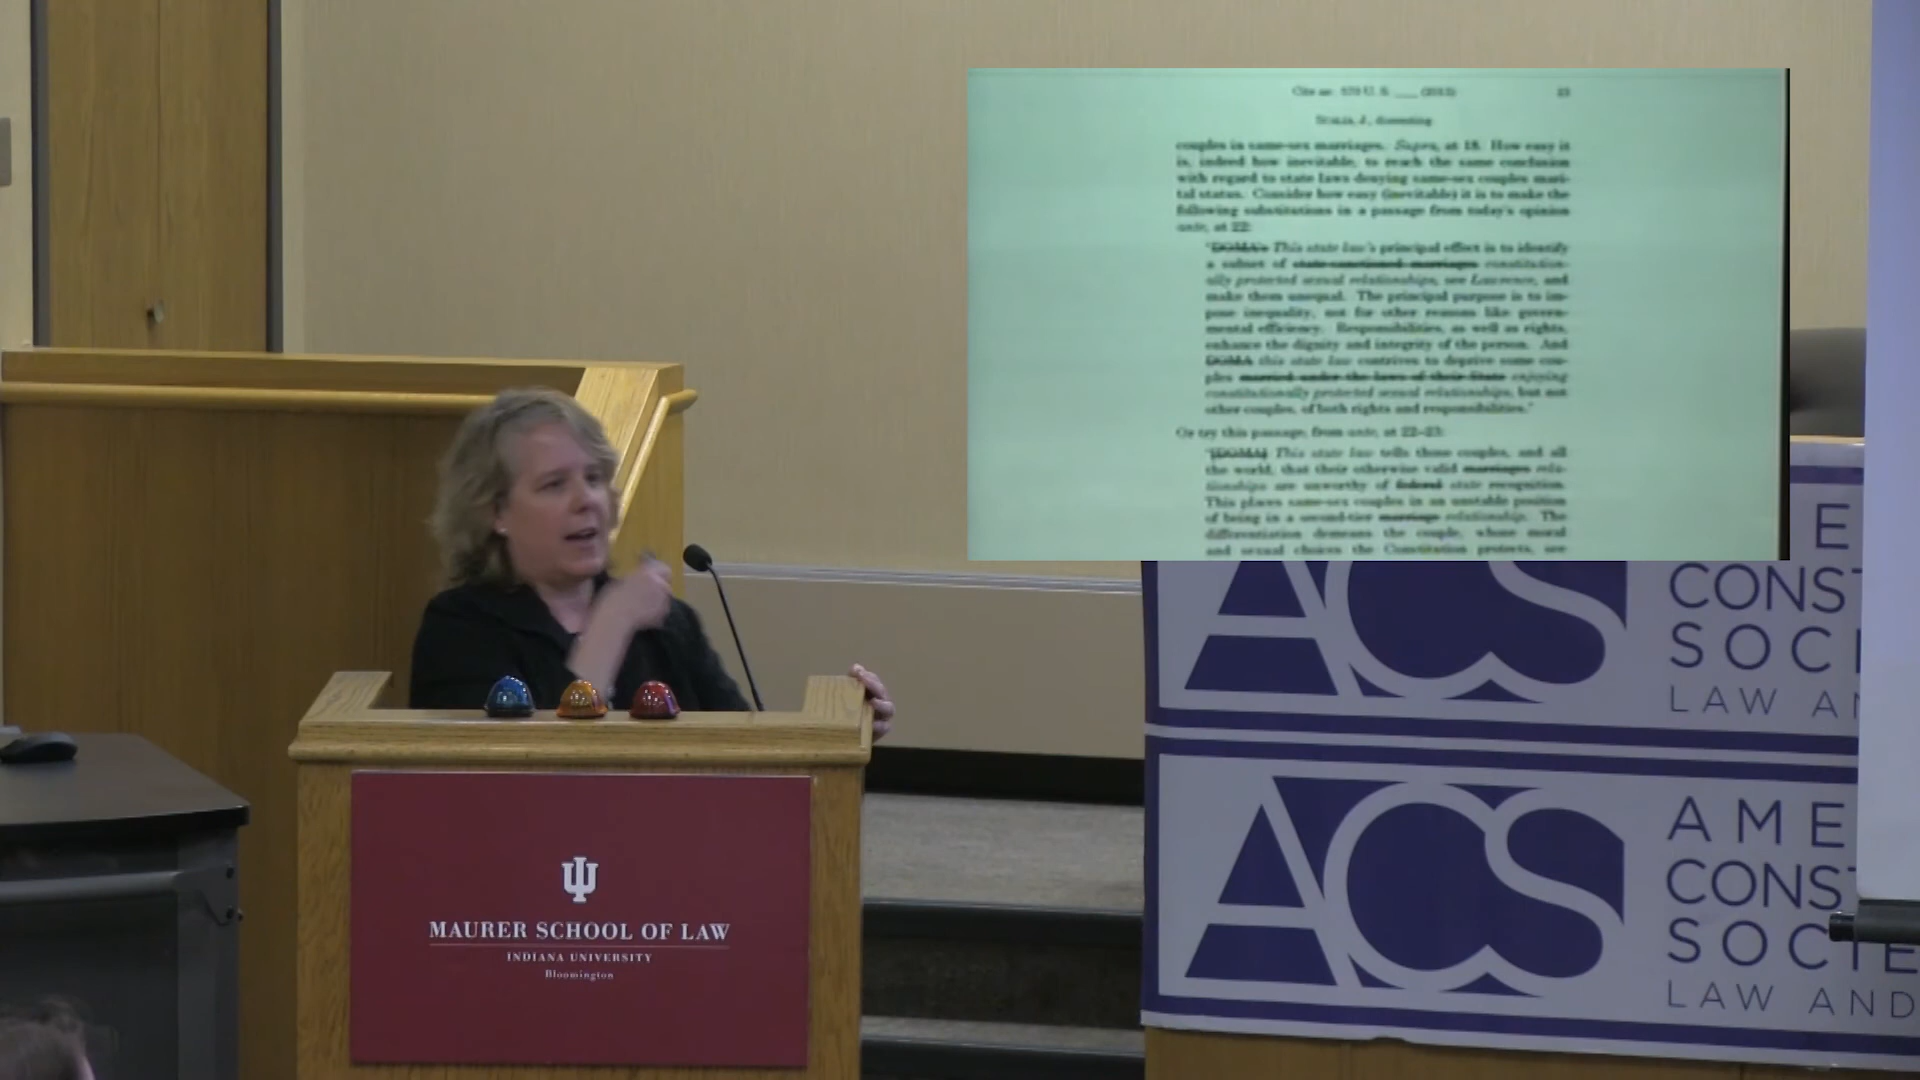 Cite as: 570 U. S. ___ (2013) 23
SCALIA, J., dissenting
couples in same-sex marriages. Supra, at 18. How easy it
is, indeed how inevitable, to reach the same conclusion
with regard to state laws denying same-sex couples mari-
tal status. Consider how easy (inevitable) it is to make the
following substitutions in a passage from today's opinion
ante, at 22:
"DOMA's This state law's principal effect is to identify
a subset of state-sanctioned marriages constitution-
ally protected sexual relationships, see Lawrence, and
make them unequal. The principal purpose is to im-
pose inequality, not for other reasons like govern-
mental efficiency. Responsibilities, as well as rights,
enhance the dignity and integrity of the person. And
DOMA this state law contrives to deprive some cou-
ples married under the laws of their State enjoying
constitutionally protected sexual relationships, but not
other couples, of both rights and responsibilities."
Or try this passage, from ante, at 22–23:
"[DOMA] This state law tells those couples, and all
the world, that their otherwise valid marriages rela-
tionships are unworthy of federal state recognition.
This places same-sex couples in an unstable position
of being in a second-tier marriage relationship. The
differentiation demeans the couple, whose moral
and sexual choices the Constitution protects, see
ACS
E
CONST
SOCI
LAW AN
ACS
AME
CONST
SOCIE
LAW AND
MAURER SCHOOL OF LAW
INDIANA UNIVERSITY
Bloomington